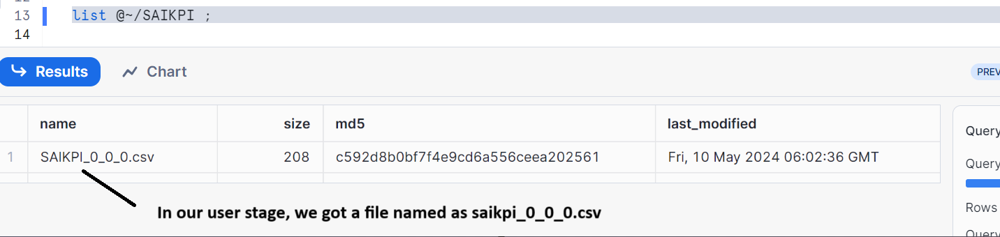 13 list @~/SAIKPI ;
14
Results Chart PREV
name size md5 last_modified
Query
1 SAIKPI_0_0_0.csv 208 c592d8b0bf7f4e9cd6a556ceea202561 Fri, 10 May 2024 06:02:36 GMT
Query
Rows
In our user stage, we got a file named as saikpi_0_0_0.csv
Query